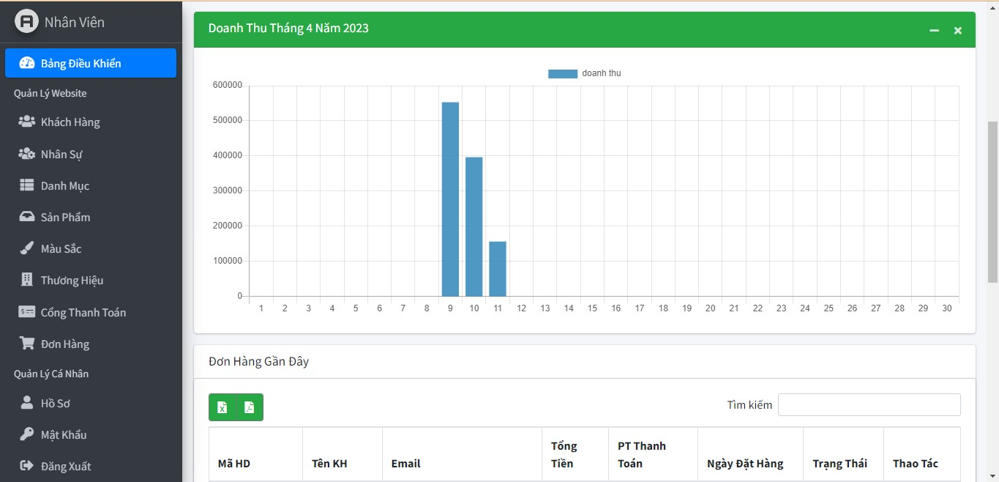 Nhân Viên
Bảng Điều Khiển
Quản Lý Website
Khách Hàng
Nhân Sự
Danh Mục
Sản Phẩm
Màu Sắc
Thương Hiệu
Cổng Thanh Toán
Đơn Hàng
Quản Lý Cá Nhân
Hồ Sơ
Mật Khẩu
Đăng Xuất
Doanh Thu Tháng 4 Năm 2023
doanh thu
600000
500000
400000
300000
200000
100000
0
1 2 3 4 5 6 7 8 9 10 11 12 13 14 15 16 17 18 19 20 21 22 23 24 25 26 27 28 29 30
Đơn Hàng Gần Đây
Tìm kiếm
Mã HD Tên KH Email Tổng Tiền PT Thanh Toán Ngày Đặt Hàng Trạng Thái Thao Tác